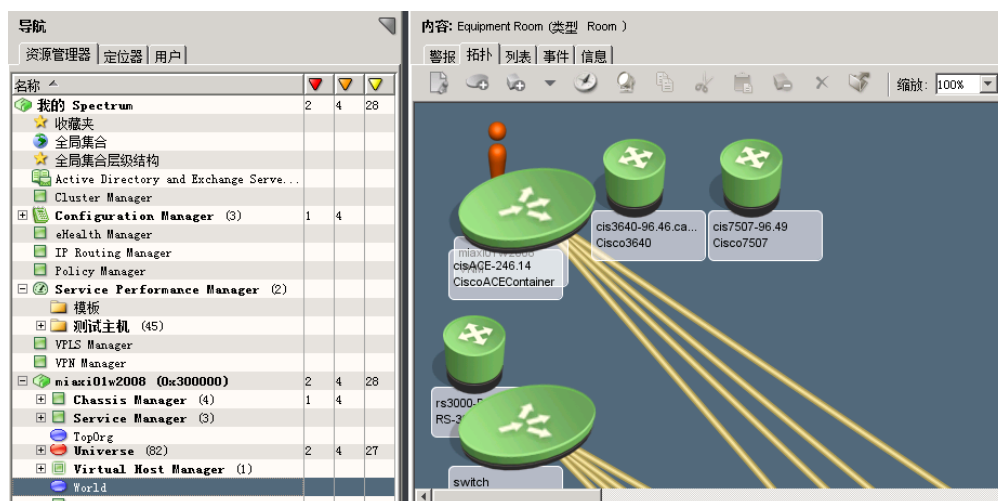 导航
资源管理器 定位器 用户
名称
我的 Spectrum 2 4 28
收藏夹
全局集合
全局集合层级结构
Active Directory and Exchange Serve...
Cluster Manager
Configuration Manager (3) 1 4
eHealth Manager
IP Routing Manager
Policy Manager
Service Performance Manager (2)
模板
测试主机 (45)
VPLS Manager
VPN Manager
miaxi01w2008 (0x300000) 2 4 28
Chassis Manager (4) 1 4
Service Manager (3)
TopOrg
Universe (82) 2 4 27
Virtual Host Manager (1)
World
内容: Equipment Room (类型 Room )
警报 拓扑 列表 事件 信息
缩放: 100%
cis3640-96.46.ca...
Cisco3640
cis7507-96.49
Cisco7507
miaxi01w2008
cisACE-246.14
CiscoACEContainer
rs3000-
RS-3
switch